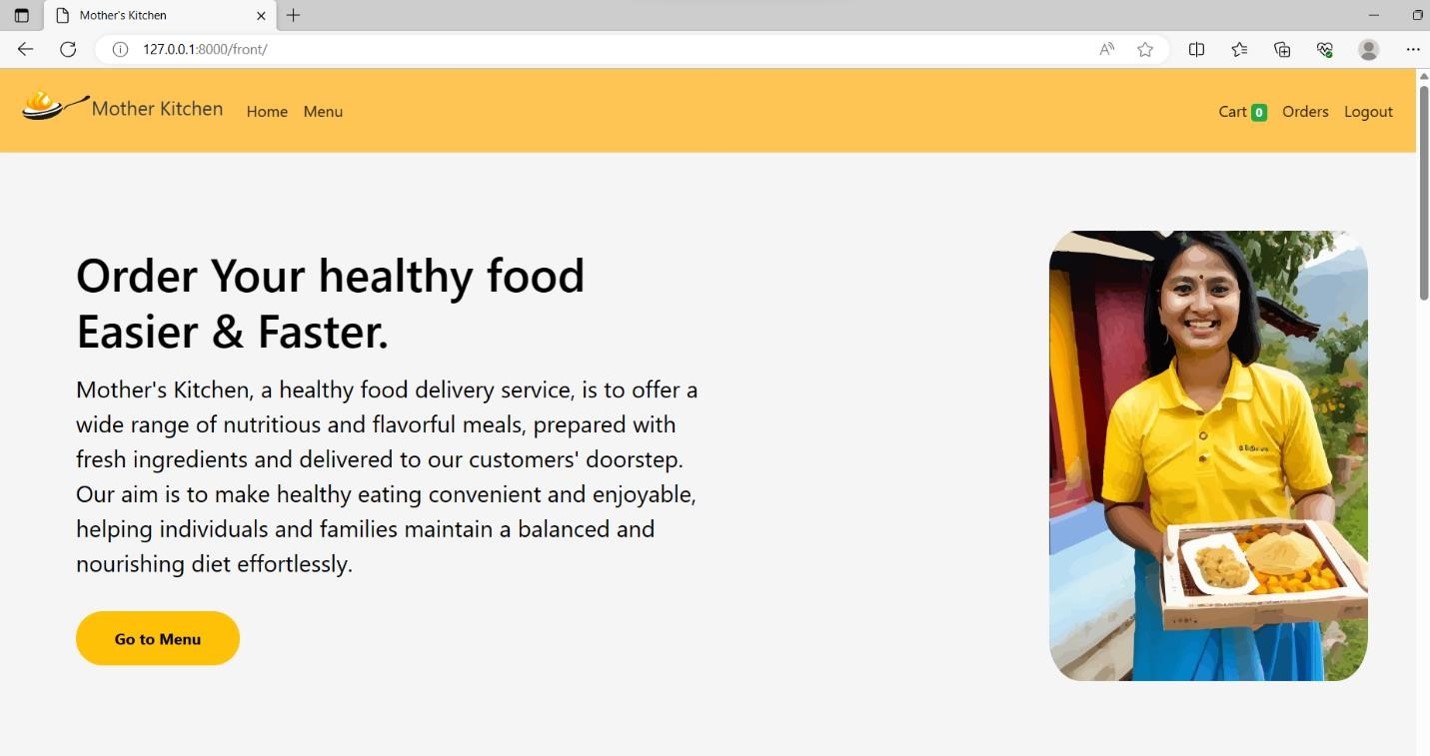 Mother's Kitchen
127.0.0.1:8000/front/
Mother Kitchen Home Menu Cart 0 Orders Logout
Order Your healthy food
Easier & Faster.
Mother's Kitchen, a healthy food delivery service, is to offer a
wide range of nutritious and flavorful meals, prepared with
fresh ingredients and delivered to our customers' doorstep.
Our aim is to make healthy eating convenient and enjoyable,
helping individuals and families maintain a balanced and
nourishing diet effortlessly.
Go to Menu